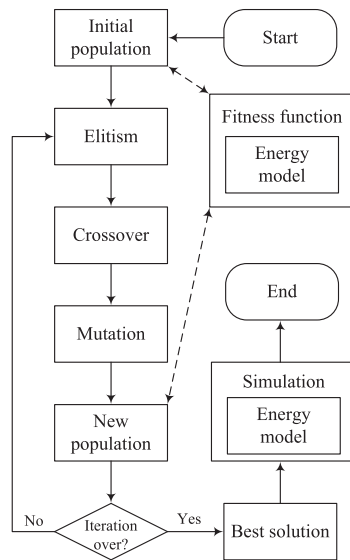 Initial
population
Start
Elitism
Fitness function
Energy
model
Crossover
Mutation
End
New
population
Simulation
Energy
model
Iteration
over?
No
Yes
Best solution